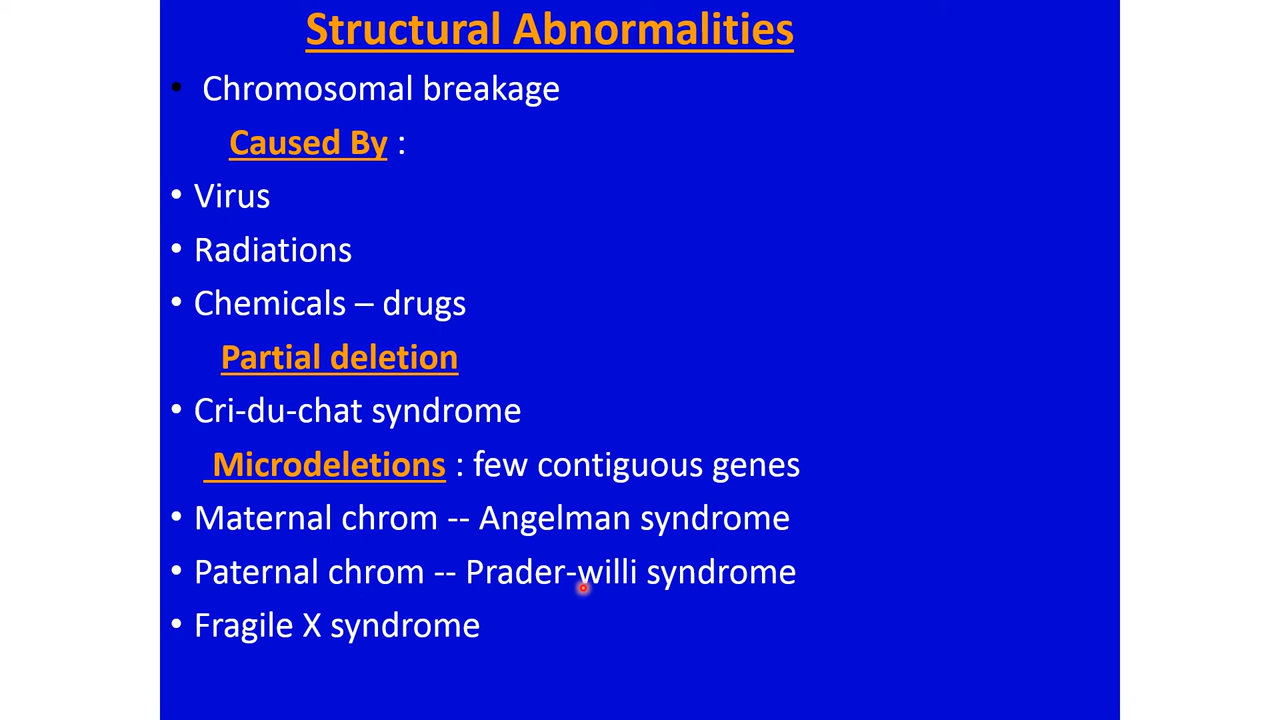 Structural Abnormalities
• Chromosomal breakage
Caused By :
• Virus
• Radiations
• Chemicals – drugs
Partial deletion
• Cri-du-chat syndrome
Microdeletions : few contiguous genes
• Maternal chrom -- Angelman syndrome
• Paternal chrom -- Prader-willi syndrome
• Fragile X syndrome